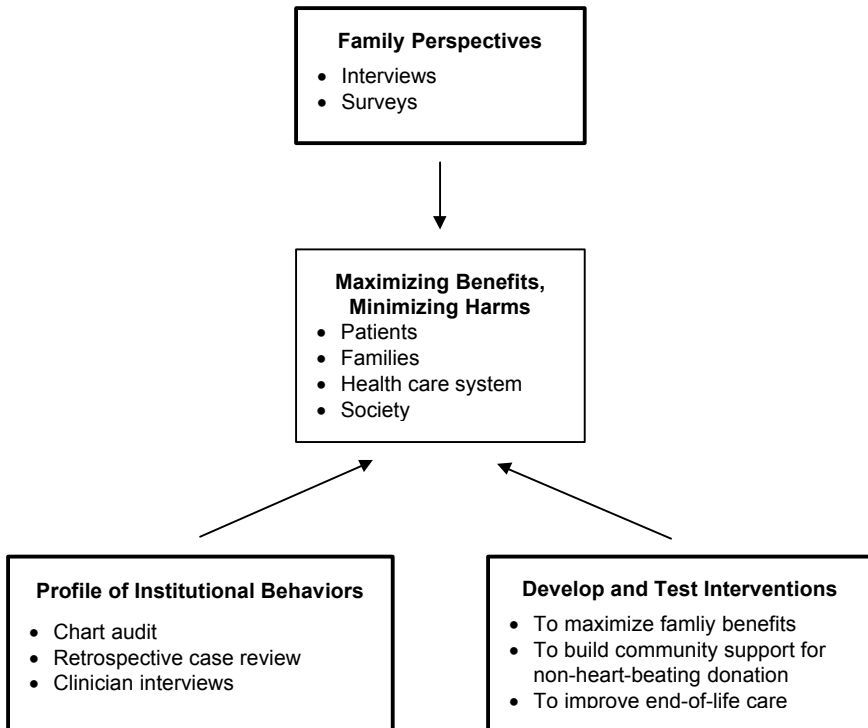 Family Perspectives
• Interviews
• Surveys
Maximizing Benefits,
Minimizing Harms
• Patients
• Families
• Health care system
• Society
Profile of Institutional Behaviors
• Chart audit
• Retrospective case review
• Clinician interviews
Develop and Test Interventions
• To maximize famliy benefits
• To build community support for
non-heart-beating donation
• To improve end-of-life care